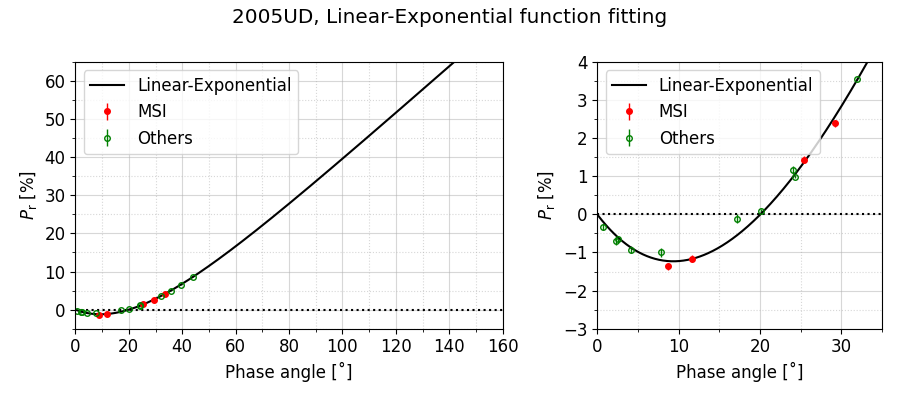 2005UD, Linear-Exponential function fitting
Linear-Exponential
MSI
Others
60
50
40
30
20
10
0
0 20 40 60 80 100 120 140 160
Phase angle [˚]
Pr [%]
Linear-Exponential
MSI
Others
4
3
2
1
0
−1
−2
−3
0 10 20 30
Phase angle [˚]
Pr [%]